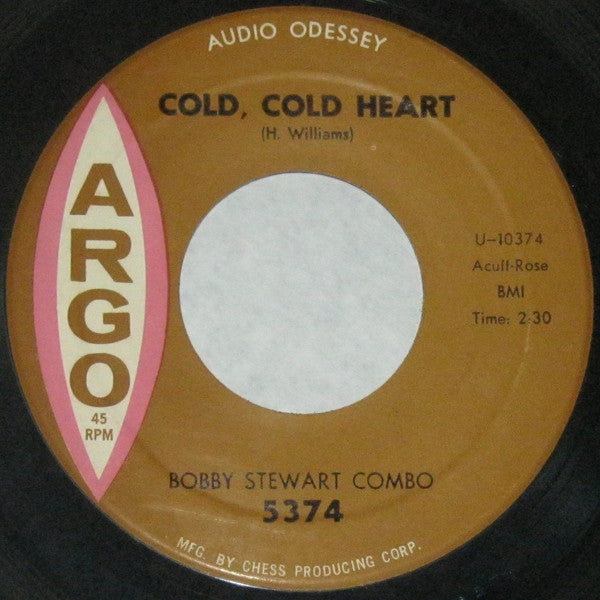 AUDIO ODESSEY
COLD, COLD HEART
(H. Williams)
ARGO
45
RPM
U-10374
Acuff-Rose
BMI
Time: 2:30
BOBBY STEWART COMBO
5374
MFG. BY CHESS PRODUCING CORP.